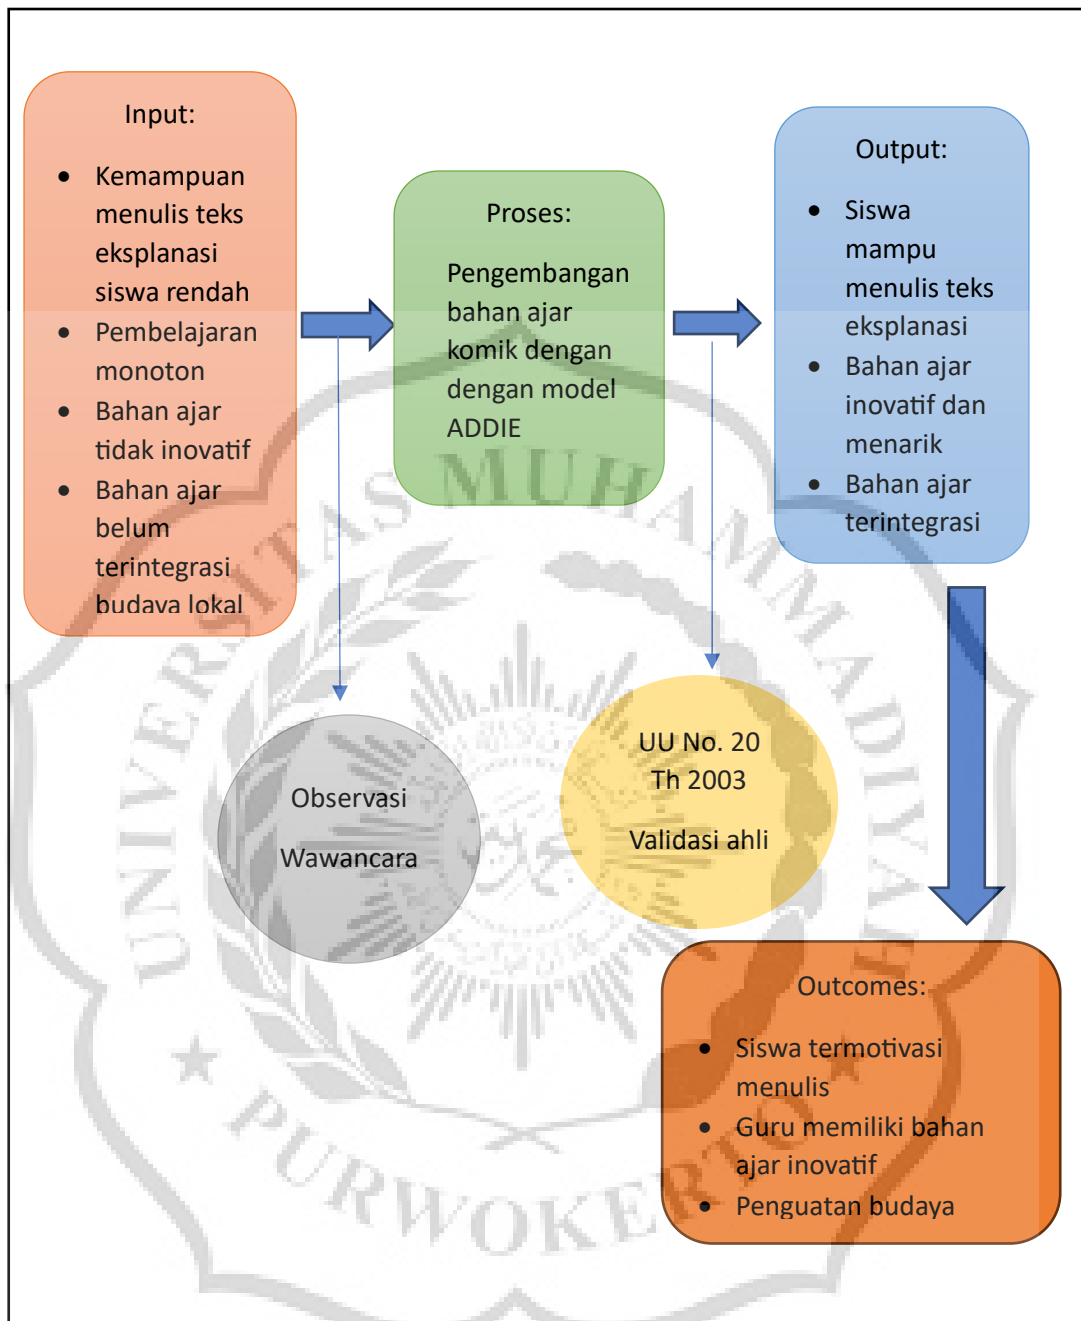 Input:
• Kemampuan
menulis teks
eksplanasi
siswa rendah
• Pembelajaran
monoton
• Bahan ajar
tidak inovatif
• Bahan ajar
belum
terintegrasi
budaya lokal
Proses:
Pengembangan
bahan ajar
komik dengan
dengan model
ADDIE
Output:
• Siswa
mampu
menulis teks
eksplanasi
• Bahan ajar
inovatif dan
menarik
• Bahan ajar
terintegrasi
Observasi
Wawancara
UU No. 20
Th 2003
Validasi ahli
Outcomes:
• Siswa termotivasi
menulis
• Guru memiliki bahan
ajar inovatif
• Penguatan budaya
UNIVERSITAS MUHAMMADIYAH
PURWOKERTO